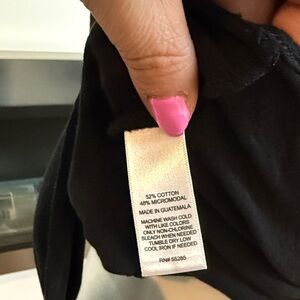 52% COTTON
48% MICROMODAL
MADE IN GUATEMALA
MACHINE WASH COLD
WITH LIKE COLORS
ONLY NON-CHLORINE
BLEACH WHEN NEEDED
TUMBLE DRY LOW
COOL IRON IF NEEDED
RN# 55285